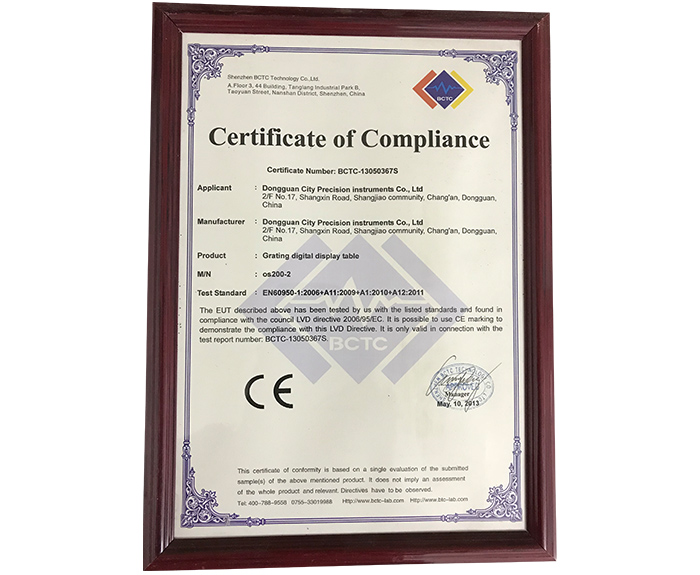 Shenzhen BCTC Technology Co.,Ltd.
A.Floor 3, 44 Building, Tanglang Industrial Park B,
Taoyuan Street, Nanshan District, Shenzhen, China
BCTC
Certificate of Compliance
Certificate Number: BCTC-13050367S
Applicant : Dongguan City Precision instruments Co., Ltd
2/F No.17, Shangxin Road, Shangjiao community, Chang'an, Dongguan,
China
Manufacturer : Dongguan City Precision instruments Co., Ltd
2/F No.17, Shangxin Road, Shangjiao community, Chang'an, Dongguan,
China
Product : Grating digital display table
M/N : os200-2
Test Standard : EN60950-1:2006+A11:2009+A1:2010+A12:2011
The EUT described above has been tested by us with the listed standards and found in
compliance with the council LVD directive 2006/95/EC. It is possible to use CE marking to
demonstrate the compliance with this LVD Directive. It is only valid in connection with the
test report number: BCTC-13050367S.
BCTC
CE
APPROVED
Manager
May, 10, 2013
This certificate of conformity is based on a single evaluation of the submitted
sample(s) of the above mentioned product. It does not imply an assessment
of the whole product and relevant. Directives have to be observed.
Tel: 400-788-9558 0755-33019988 Http://www.bctc-lab.com Http://www.btc-lab.com